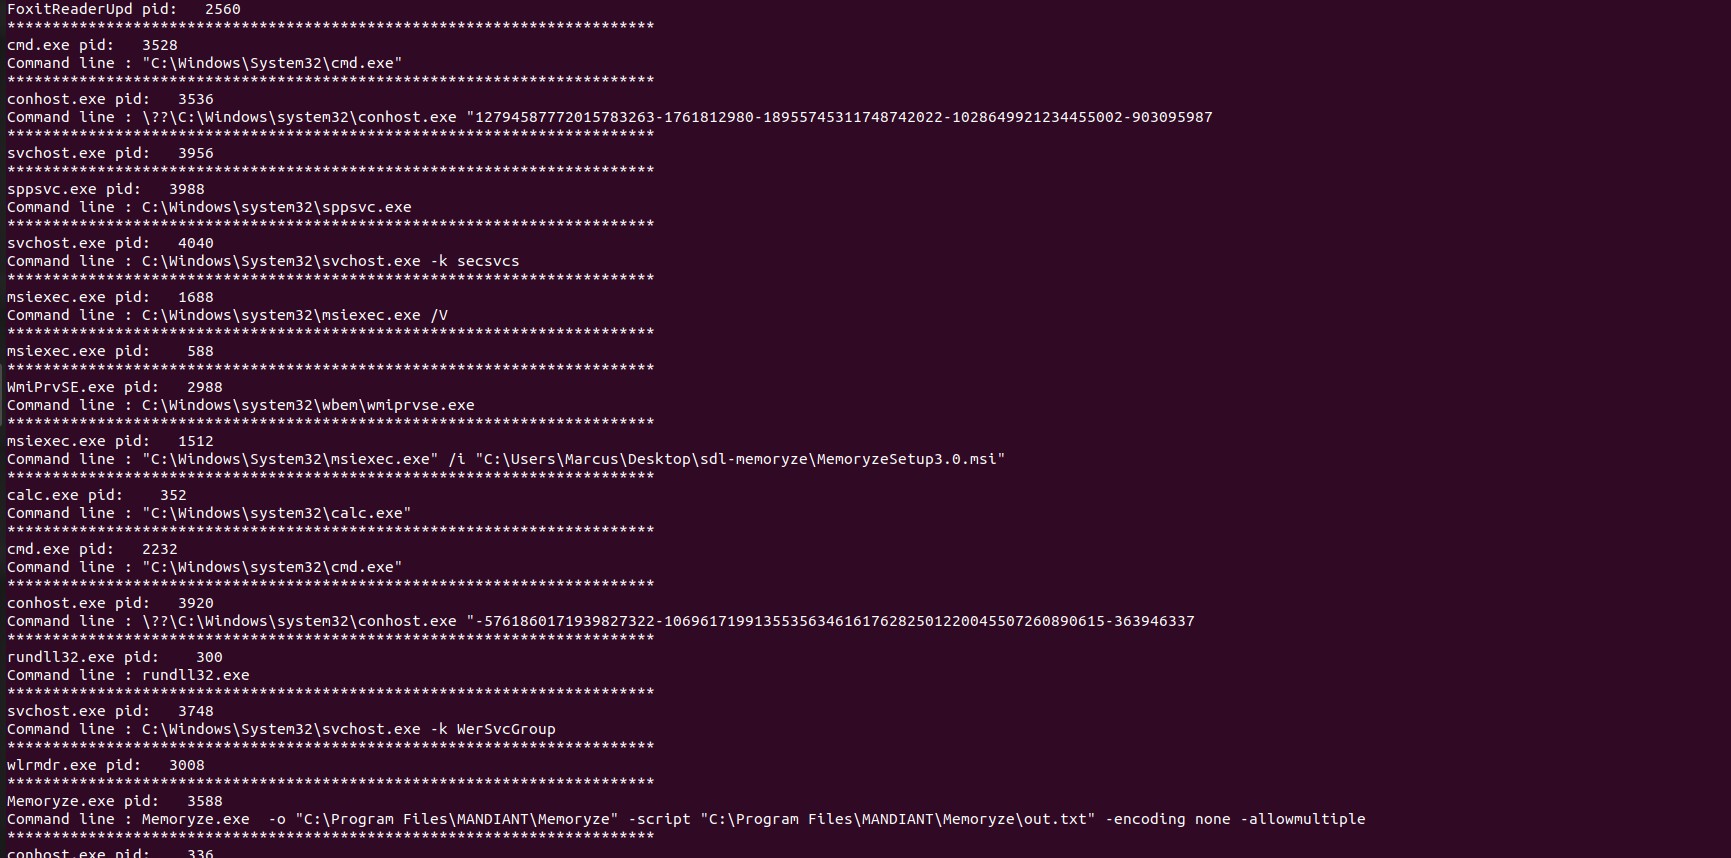 FoxitReaderUpd pid:   2560
************************************************************************
cmd.exe pid:   3528
Command line : "C:\Windows\System32\cmd.exe"
************************************************************************
conhost.exe pid:   3536
Command line : \??\C:\Windows\system32\conhost.exe "12794587772015783263-1761812980-18955745311748742022-1028649921234455002-903095987
************************************************************************
svchost.exe pid:   3956
************************************************************************
sppsvc.exe pid:   3988
Command line : C:\Windows\system32\sppsvc.exe
************************************************************************
svchost.exe pid:   4040
Command line : C:\Windows\System32\svchost.exe -k secsvcs
************************************************************************
msiexec.exe pid:   1688
Command line : C:\Windows\system32\msiexec.exe /V
************************************************************************
msiexec.exe pid:    588
************************************************************************
WmiPrvSE.exe pid:   2988
Command line : C:\Windows\system32\wbem\wmiprvse.exe
************************************************************************
msiexec.exe pid:   1512
Command line : "C:\Windows\System32\msiexec.exe" /i "C:\Users\Marcus\Desktop\sdl-memoryze\MemoryzeSetup3.0.msi"
************************************************************************
calc.exe pid:    352
Command line : "C:\Windows\system32\calc.exe"
************************************************************************
cmd.exe pid:   2232
Command line : "C:\Windows\system32\cmd.exe"
************************************************************************
conhost.exe pid:   3920
Command line : \??\C:\Windows\system32\conhost.exe "-5761860171939827322-1069617199135535634616176282501220045507260890615-363946337
************************************************************************
rundll32.exe pid:    300
Command line : rundll32.exe
************************************************************************
svchost.exe pid:   3748
Command line : C:\Windows\System32\svchost.exe -k WerSvcGroup
************************************************************************
wlrmdr.exe pid:   3008
************************************************************************
Memoryze.exe pid:   3588
Command line : Memoryze.exe  -o "C:\Program Files\MANDIANT\Memoryze" -script "C:\Program Files\MANDIANT\Memoryze\out.txt" -encoding none -allowmultiple
************************************************************************
conhost.exe pid:    336